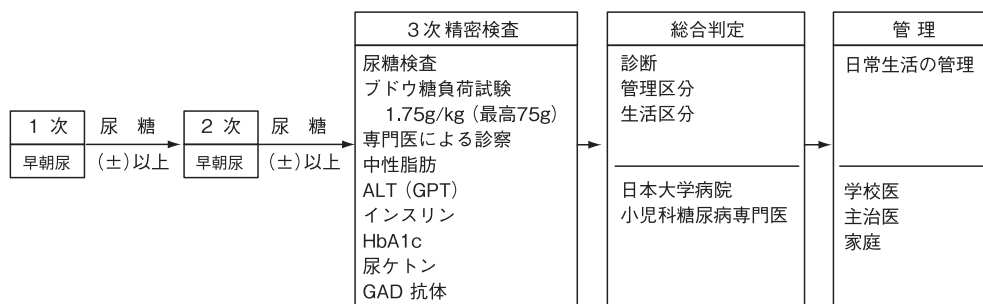 1 次
早朝尿
尿 糖
(±)以上
2 次
早朝尿
尿 糖
(±)以上
3次精密検査
尿糖検査
ブドウ糖負荷試験
1.75g/kg (最高75g)
専門医による診察
中性脂肪
ALT (GPT)
インスリン
HbA1c
尿ケトン
GAD 抗体
総合判定
診断
管理区分
生活区分
日本大学病院
小児科糖尿病専門医
管 理
日常生活の管理
学校医
主治医
家庭